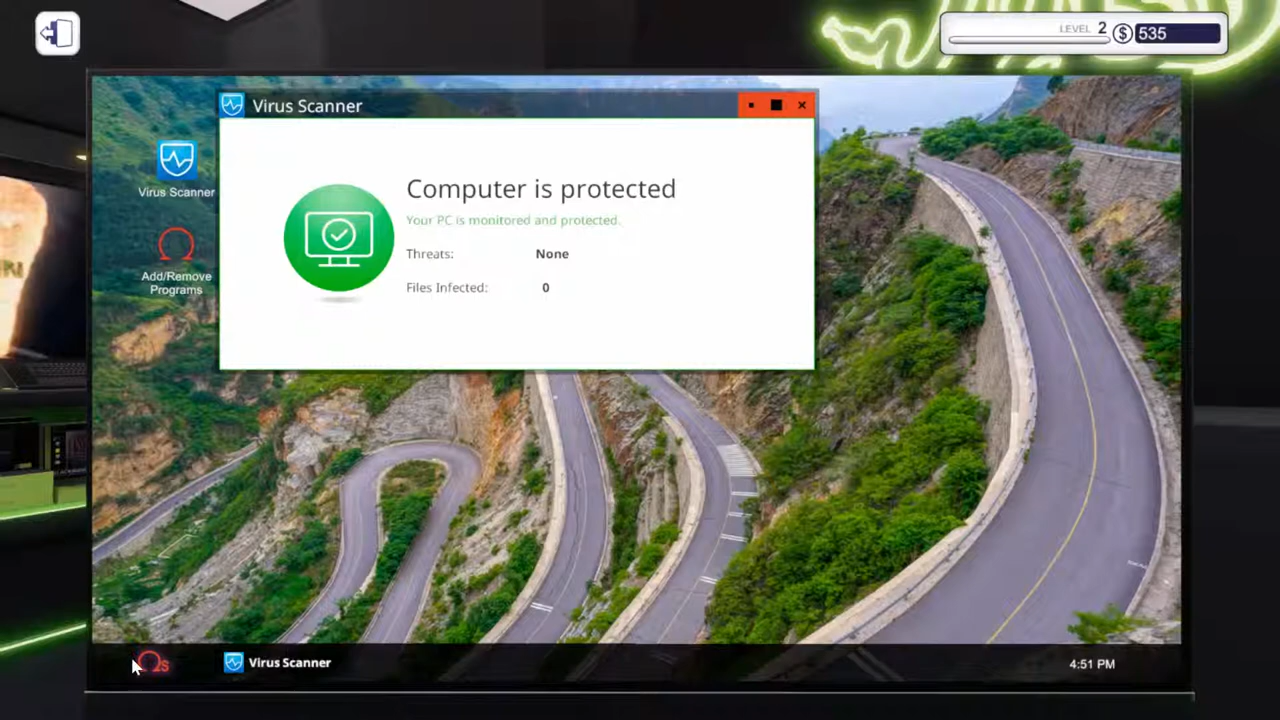 LEVEL 2 $ 535
Virus Scanner
Virus Scanner
Add/Remove
Programs
Computer is protected
Your PC is monitored and protected.
Threats: None
Files Infected: 0
Ωs
Virus Scanner
4:51 PM